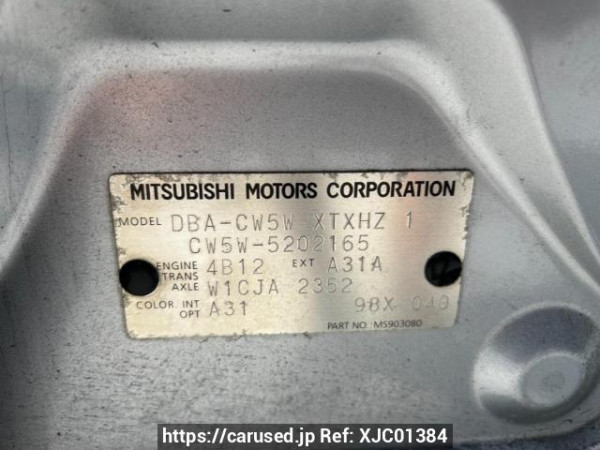 MITSUBISHI MOTORS CORPORATION
MODEL DBA-CW5W XTXHZ 1
CW5W-5202165
ENGINE 4B12 EXT A31A
TRANS AXLE W1CJA 2352
COLOR. INT OPT A31 98X 049
PART NO. MS903080
https://carused.jp Ref: XJC01384